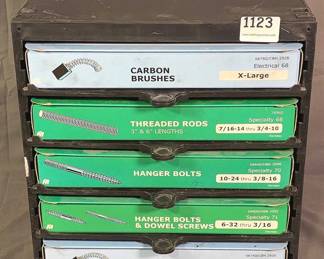 1123
Electrical 68
CARBON
BRUSHES
X-Large
THREADED RODS
3" & 6" LENGTHS
Specialty 68
7/16-14 thru 3/4-10
HANGER BOLTS
Specialty 70
10-24 thru 3/8-16
HANGER BOLTS
& DOWEL SCREWS
Specialty 71
6-32 thru 3/16